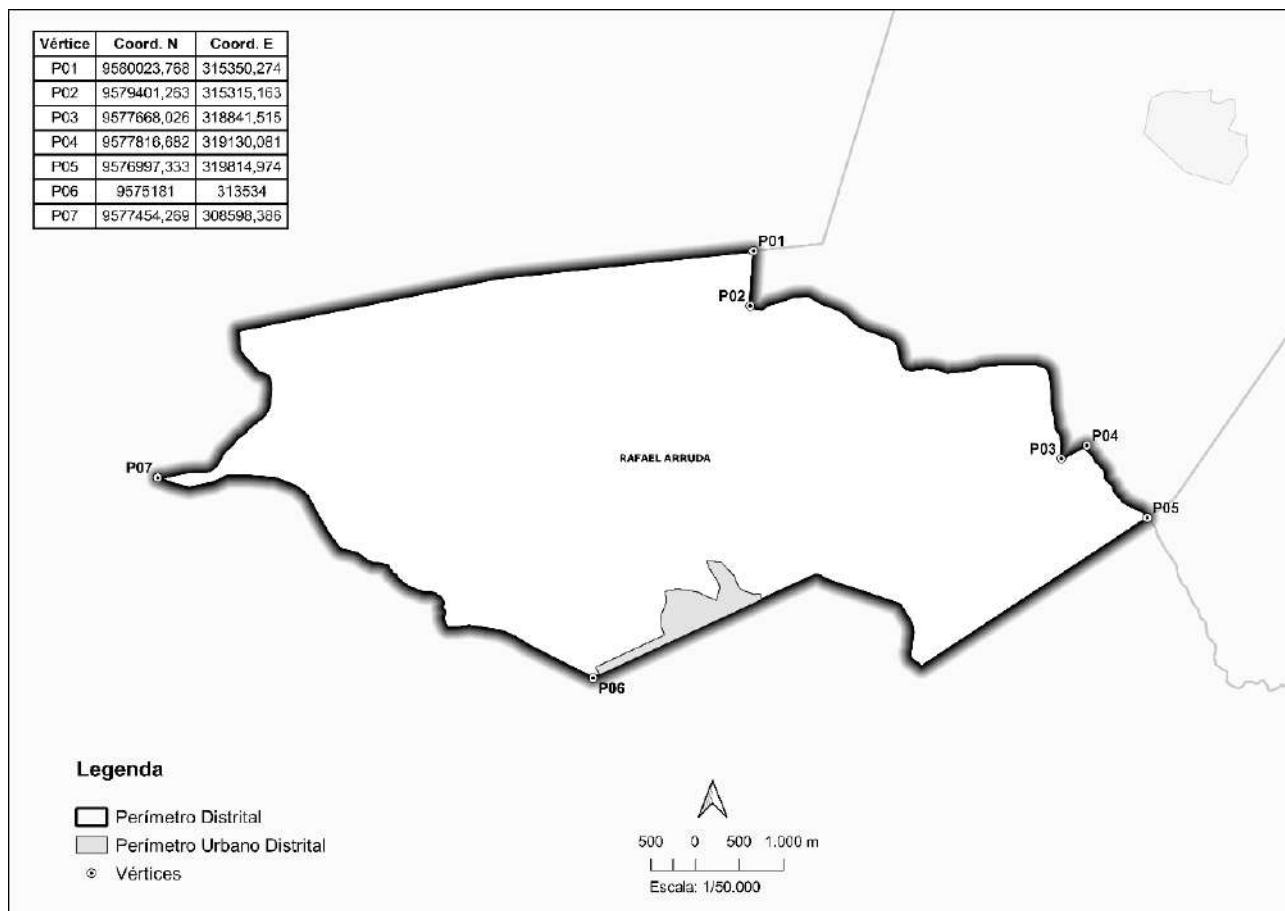 Vértice Coord. N Coord. E
P01 9580023,768 315350,274
P02 9579401,263 315315,163
P03 9577668,026 318841,515
P04 9577816,682 319130,081
P05 9576997,333 319814,974
P06 9575181 313534
P07 9577454,269 308598,386
P01
P02
P04
P03
RAFAEL ARRUDA
P07
P05
P06
Legenda
Perímetro Distrital
Perímetro Urbano Distrital
Vértices
500 0 500 1.000 m
Escala: 1/50.000